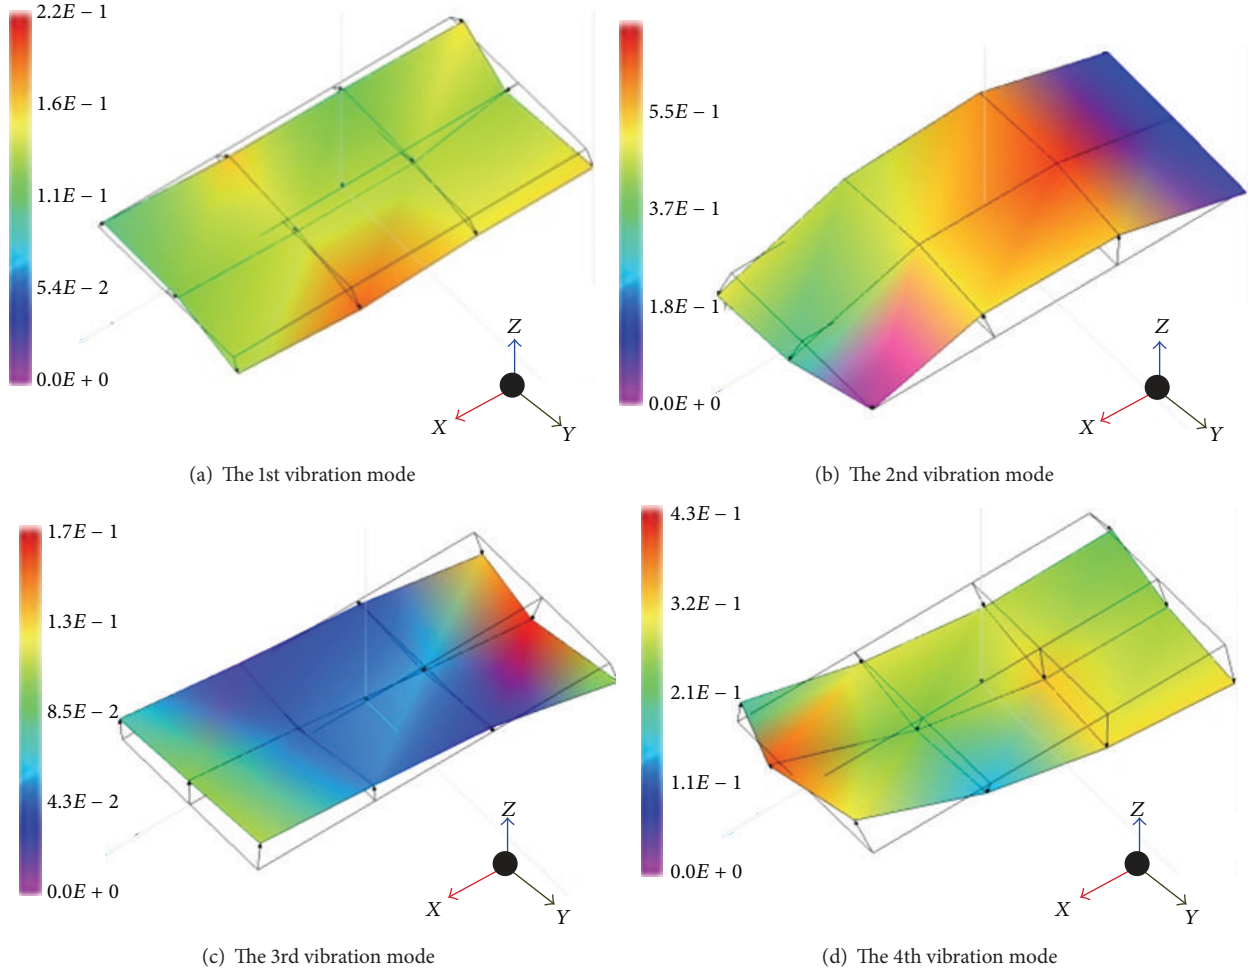 2.2E − 1
1.6E − 1
1.1E − 1
5.4E − 2
0.0E + 0
Z
X
Y
(a) The 1st vibration mode
5.5E − 1
3.7E − 1
1.8E − 1
0.0E + 0
Z
X
Y
(b) The 2nd vibration mode
1.7E − 1
1.3E − 1
8.5E − 2
4.3E − 2
0.0E + 0
Z
X
Y
(c) The 3rd vibration mode
4.3E − 1
3.2E − 1
2.1E − 1
1.1E − 1
0.0E + 0
Z
X
Y
(d) The 4th vibration mode